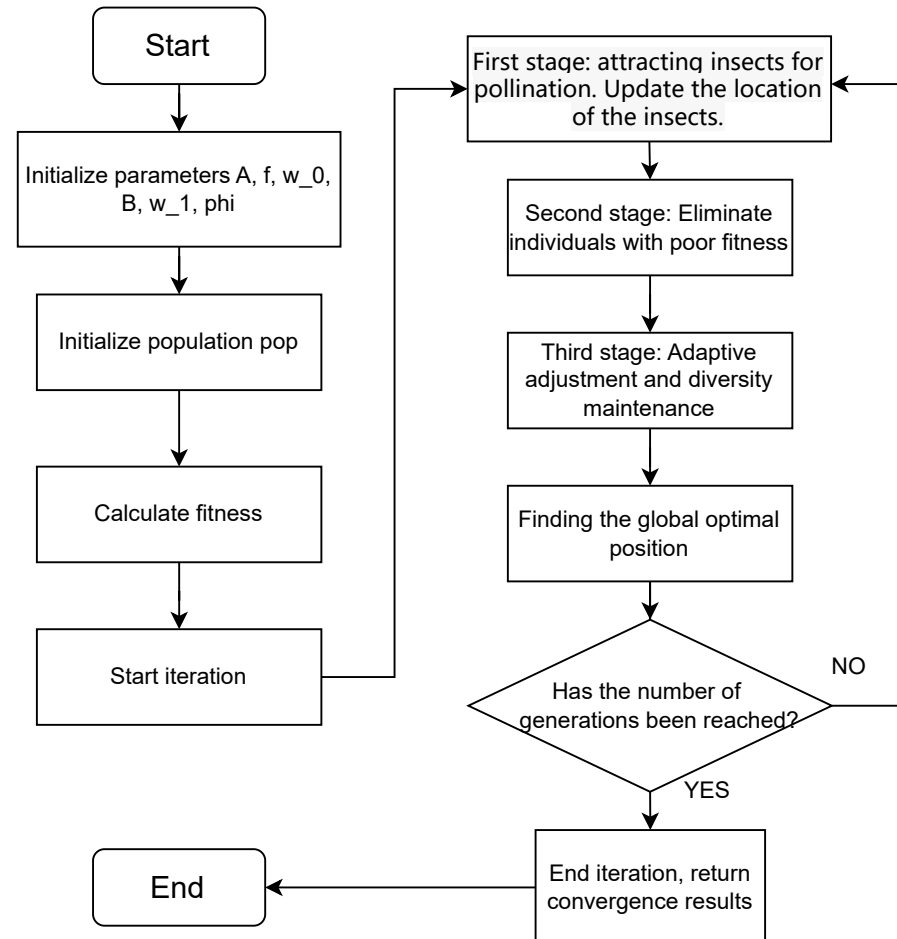 Start
Initialize parameters A, f, w_0,
B, w_1, phi
Initialize population pop
Calculate fitness
Start iteration
First stage: attracting insects for
pollination. Update the location
of the insects.
Second stage: Eliminate
individuals with poor fitness
Third stage: Adaptive
adjustment and diversity
maintenance
Finding the global optimal
position
Has the number of
generations been reached?
NO
YES
End iteration, return
convergence results
End